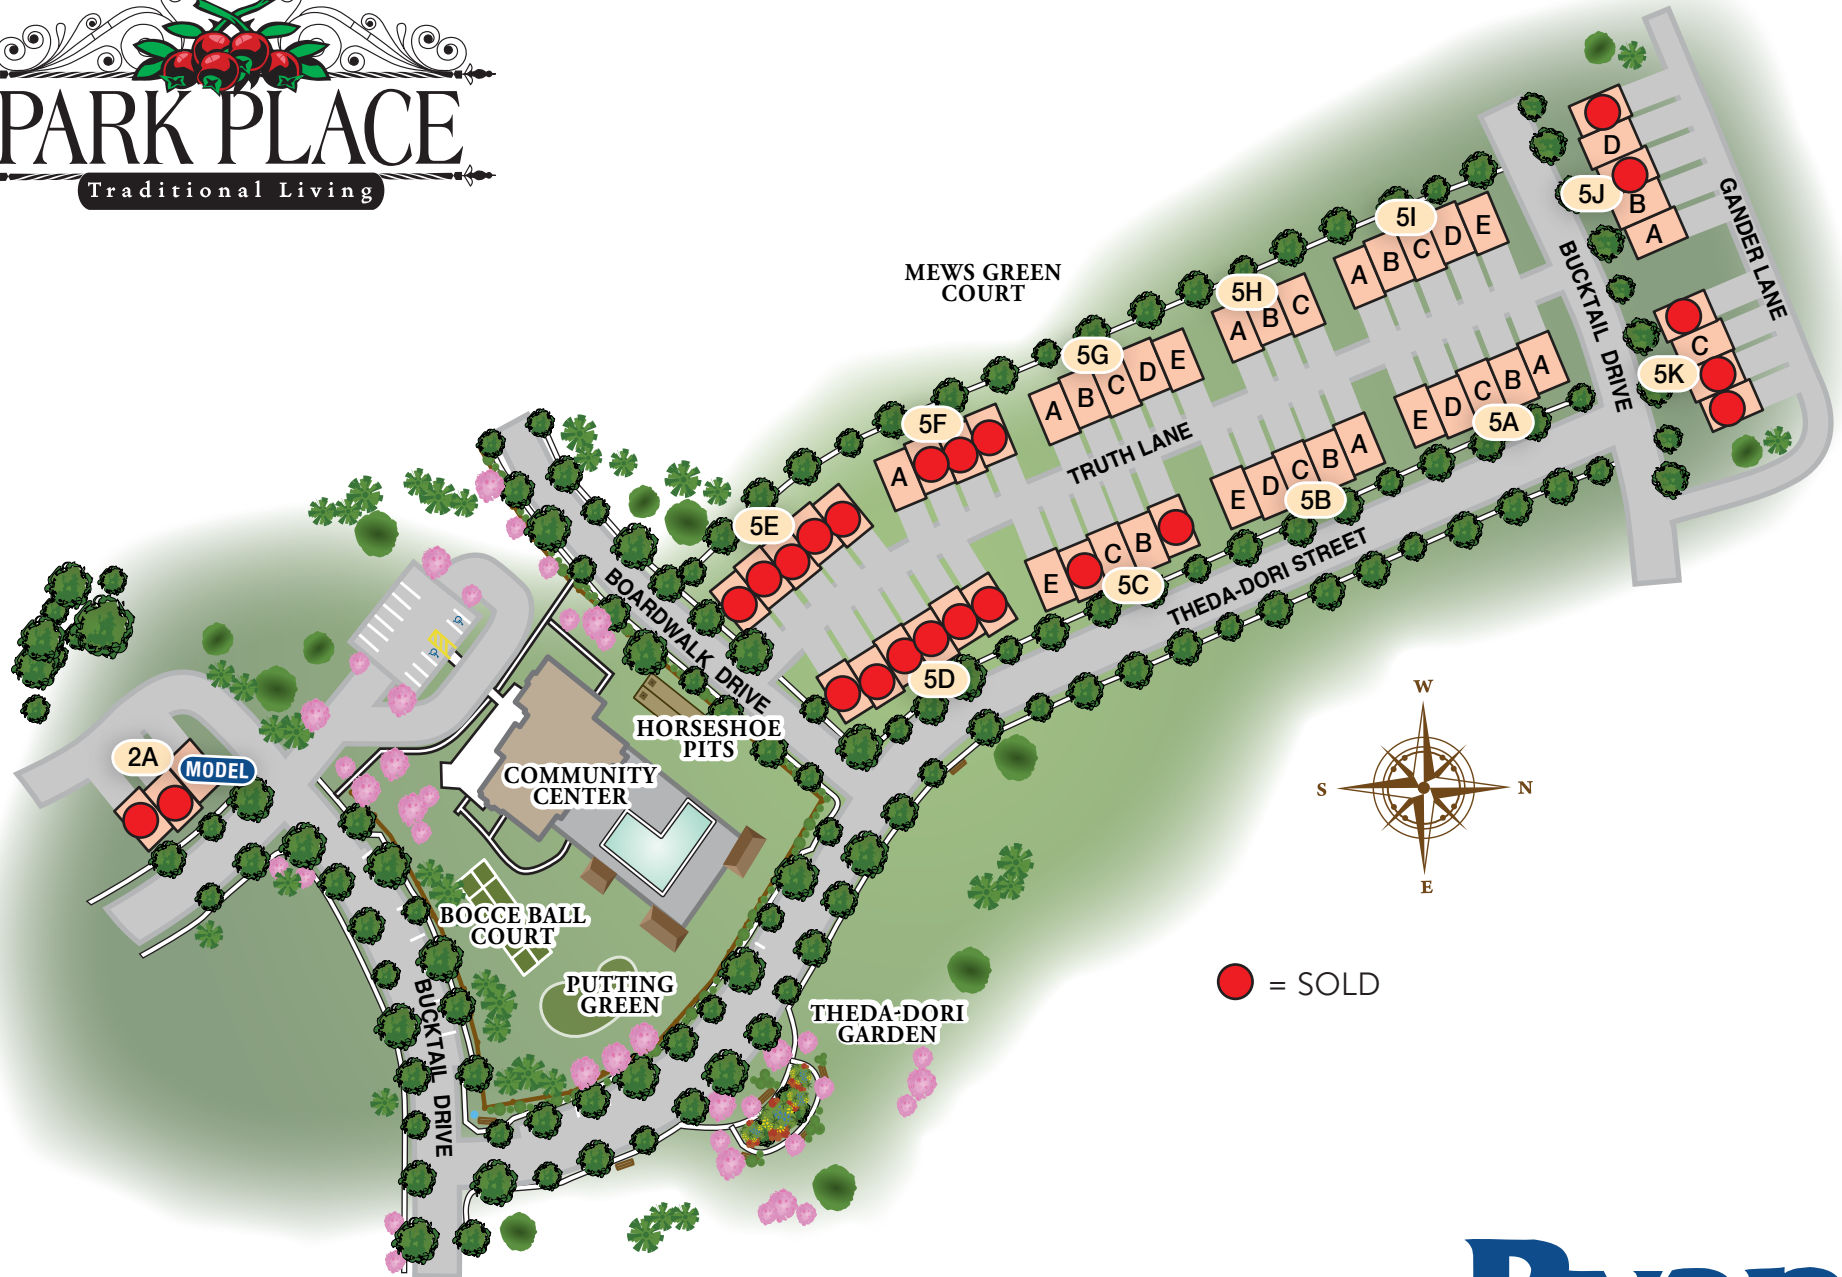 PARK PLACE
Traditional Living
MEWS GREEN
COURT
5J
D
B
A
GANDER LANE
BUCKTAIL DRIVE
5K
C
5I
A B C D E
5H
A B C
5G
A B C D E
5F
A
5E
TRUTH LANE
5A
E D C B A
5B
E D C B A
5C
E C B
5D
THEDA-DORI STREET
BOARDWALK DRIVE
HORSESHOE
PITS
COMMUNITY
CENTER
2A
MODEL
BOCCE BALL
COURT
PUTTING
GREEN
THEDA-DORI
GARDEN
BUCKTAIL DRIVE
W
S
N
E
= SOLD